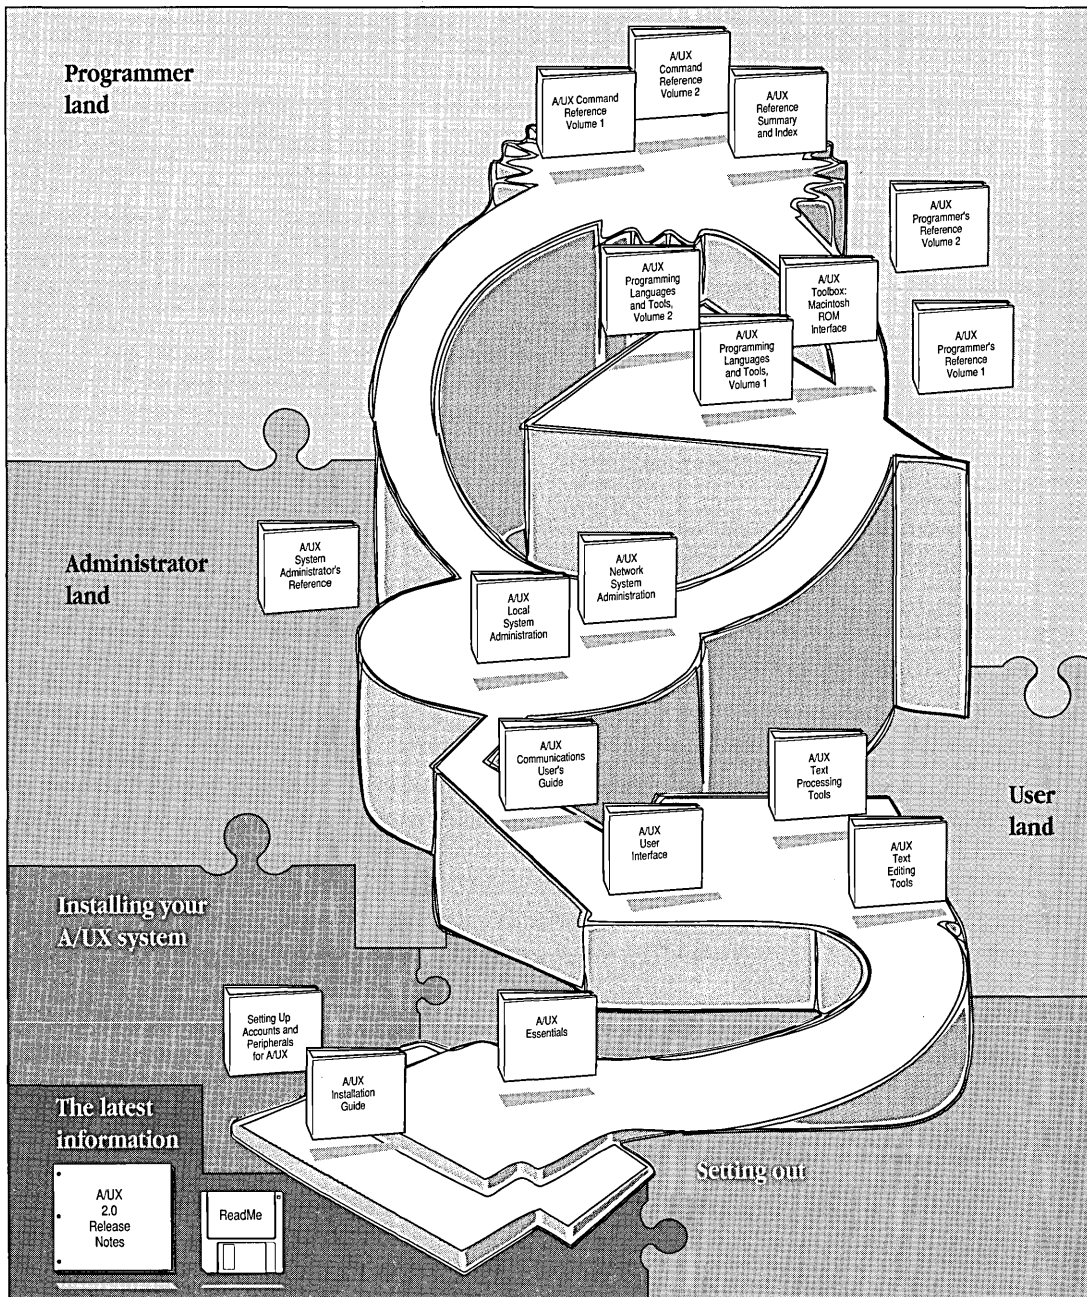 Programmer
land
A/UX
Command
Reference
Volume 2
A/UX Command
Reference
Volume 1
A/UX
Reference
Summary
and Index
A/UX
Programmer's
Reference
Volume 2
A/UX
Programming
Languages
and Tools,
Volume 2
A/UX
Toolbox:
Macintosh
ROM
Interface
A/UX
Programming
Languages
and Tools,
Volume 1
A/UX
Programmer's
Reference
Volume 1
Administrator
land
A/UX
System
Administrator's
Reference
A/UX
Network
System
Administration
A/UX
Local
System
Administration
A/UX
Communications
User's
Guide
A/UX
Text
Processing
Tools
User
land
A/UX
User
Interface
A/UX
Text
Editing
Tools
Installing your
A/UX system
Setting Up
Accounts and
Peripherals
for A/UX
A/UX
Essentials
A/UX
Installation
Guide
The latest
information
A/UX
2.0
Release
Notes
ReadMe
Setting out